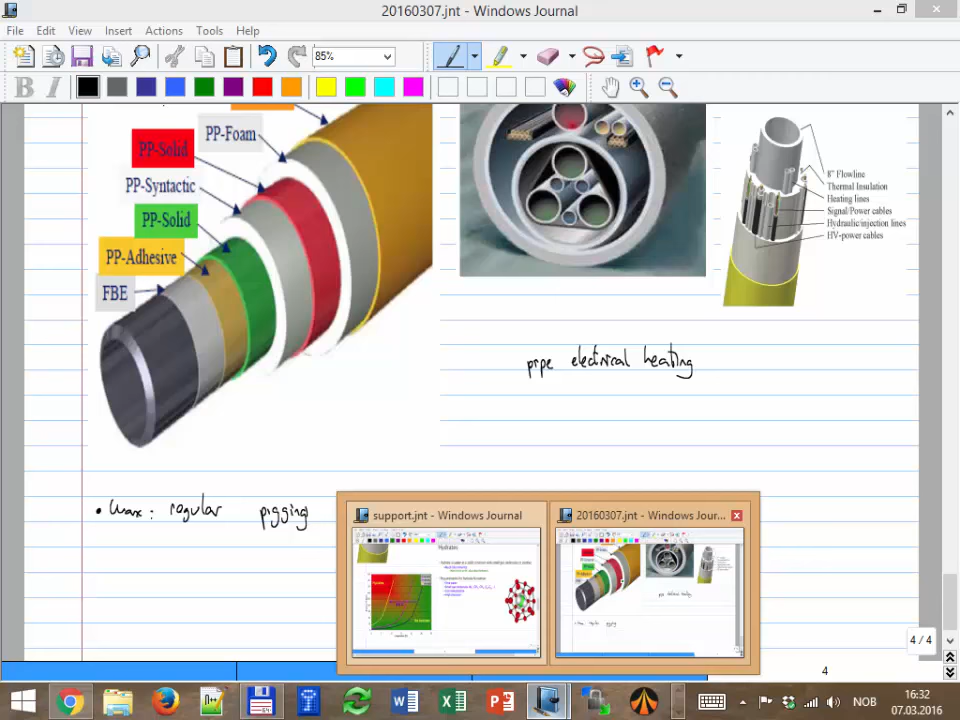 20160307.jnt - Windows Journal
File Edit View Insert Actions Tools Help
85%
B I
PP-Foam
PP-Solid
PP-Syntactic
PP-Solid
PP-Adhesive
FBE
8" Flowline
Thermal Insulation
Heating lines
Signal/Power cables
Hydraulic/injection lines
HV-power cables
pipe electrical heating
• Wax: regular pigging
support.jnt - Windows Journal
20160307.jnt - Windows Jour...
Hydrates
4 / 4
4
NOB
16:32
07.03.2016